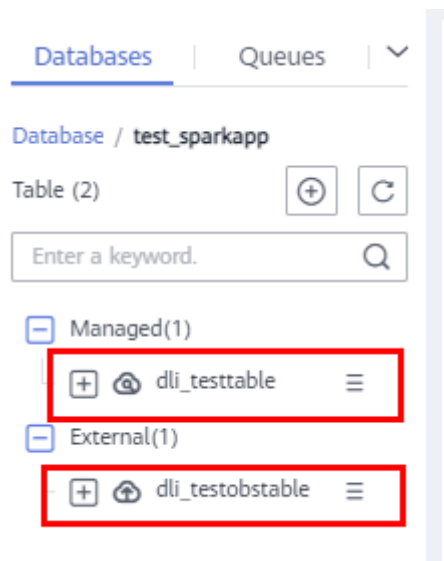 Databases Queues
Database / test_sparkapp
Table (2)
Enter a keyword.
Managed(1)
dli_testtable
External(1)
dli_testobstable